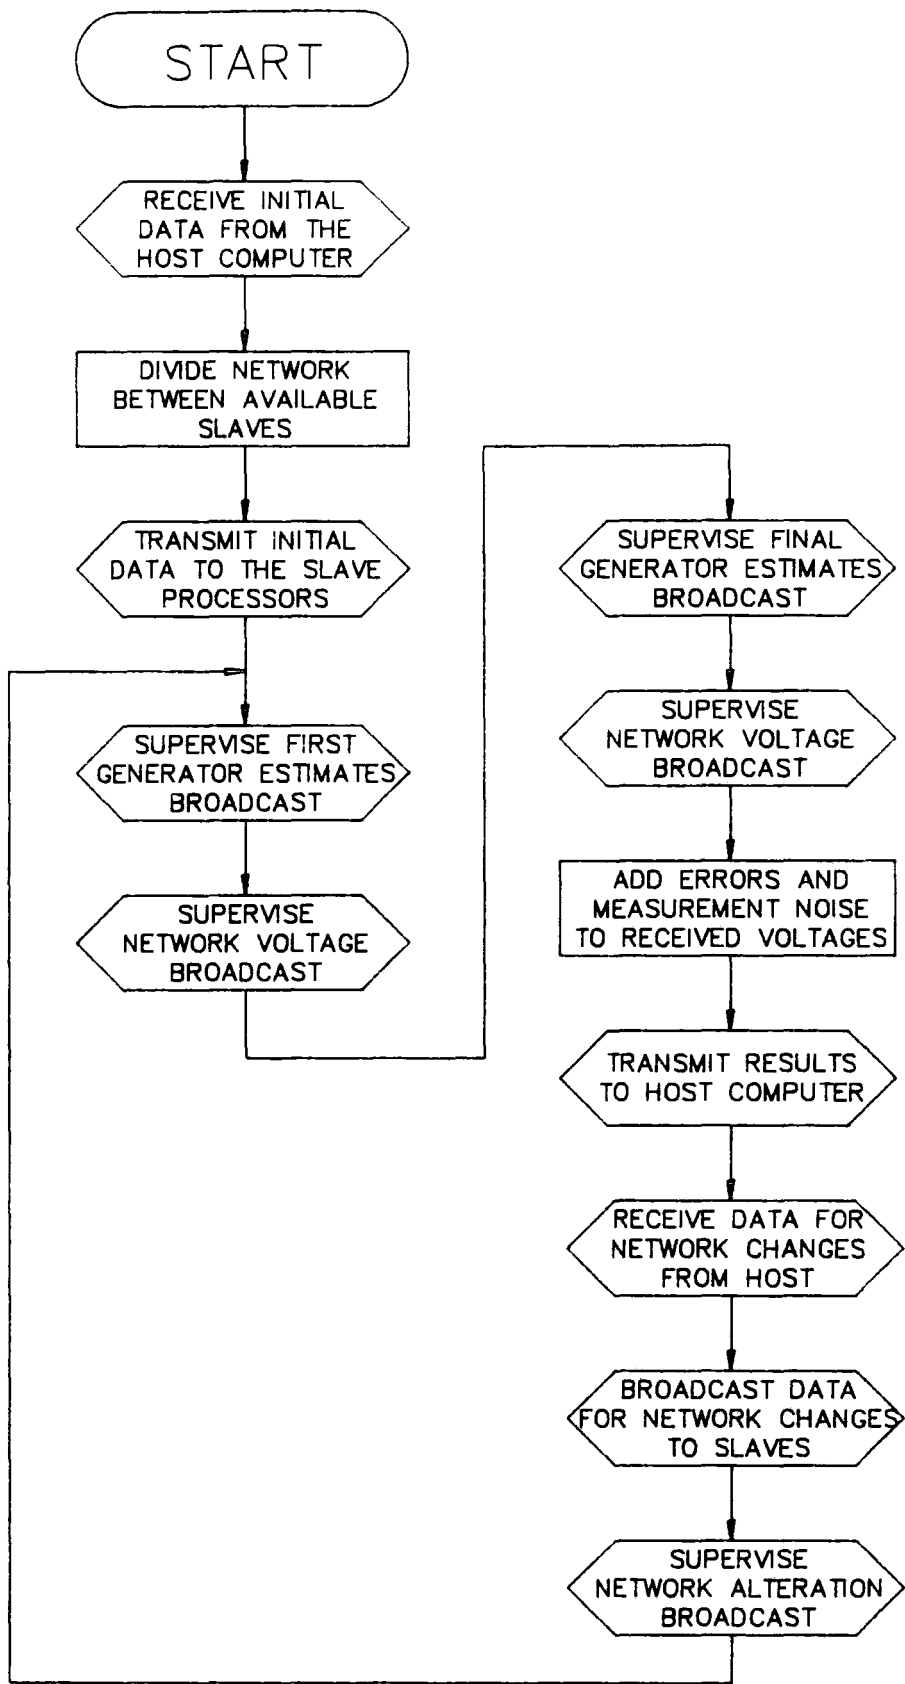 START
RECEIVE INITIAL
DATA FROM THE
HOST COMPUTER
DIVIDE NETWORK
BETWEEN AVAILABLE
SLAVES
TRANSMIT INITIAL
DATA TO THE SLAVE
PROCESSORS
SUPERVISE FIRST
GENERATOR ESTIMATES
BROADCAST
SUPERVISE
NETWORK VOLTAGE
BROADCAST
SUPERVISE FINAL
GENERATOR ESTIMATES
BROADCAST
SUPERVISE
NETWORK VOLTAGE
BROADCAST
ADD ERRORS AND
MEASUREMENT NOISE
TO RECEIVED VOLTAGES
TRANSMIT RESULTS
TO HOST COMPUTER
RECEIVE DATA FOR
NETWORK CHANGES
FROM HOST
BROADCAST DATA
FOR NETWORK CHANGES
TO SLAVES
SUPERVISE
NETWORK ALTERATION
BROADCAST